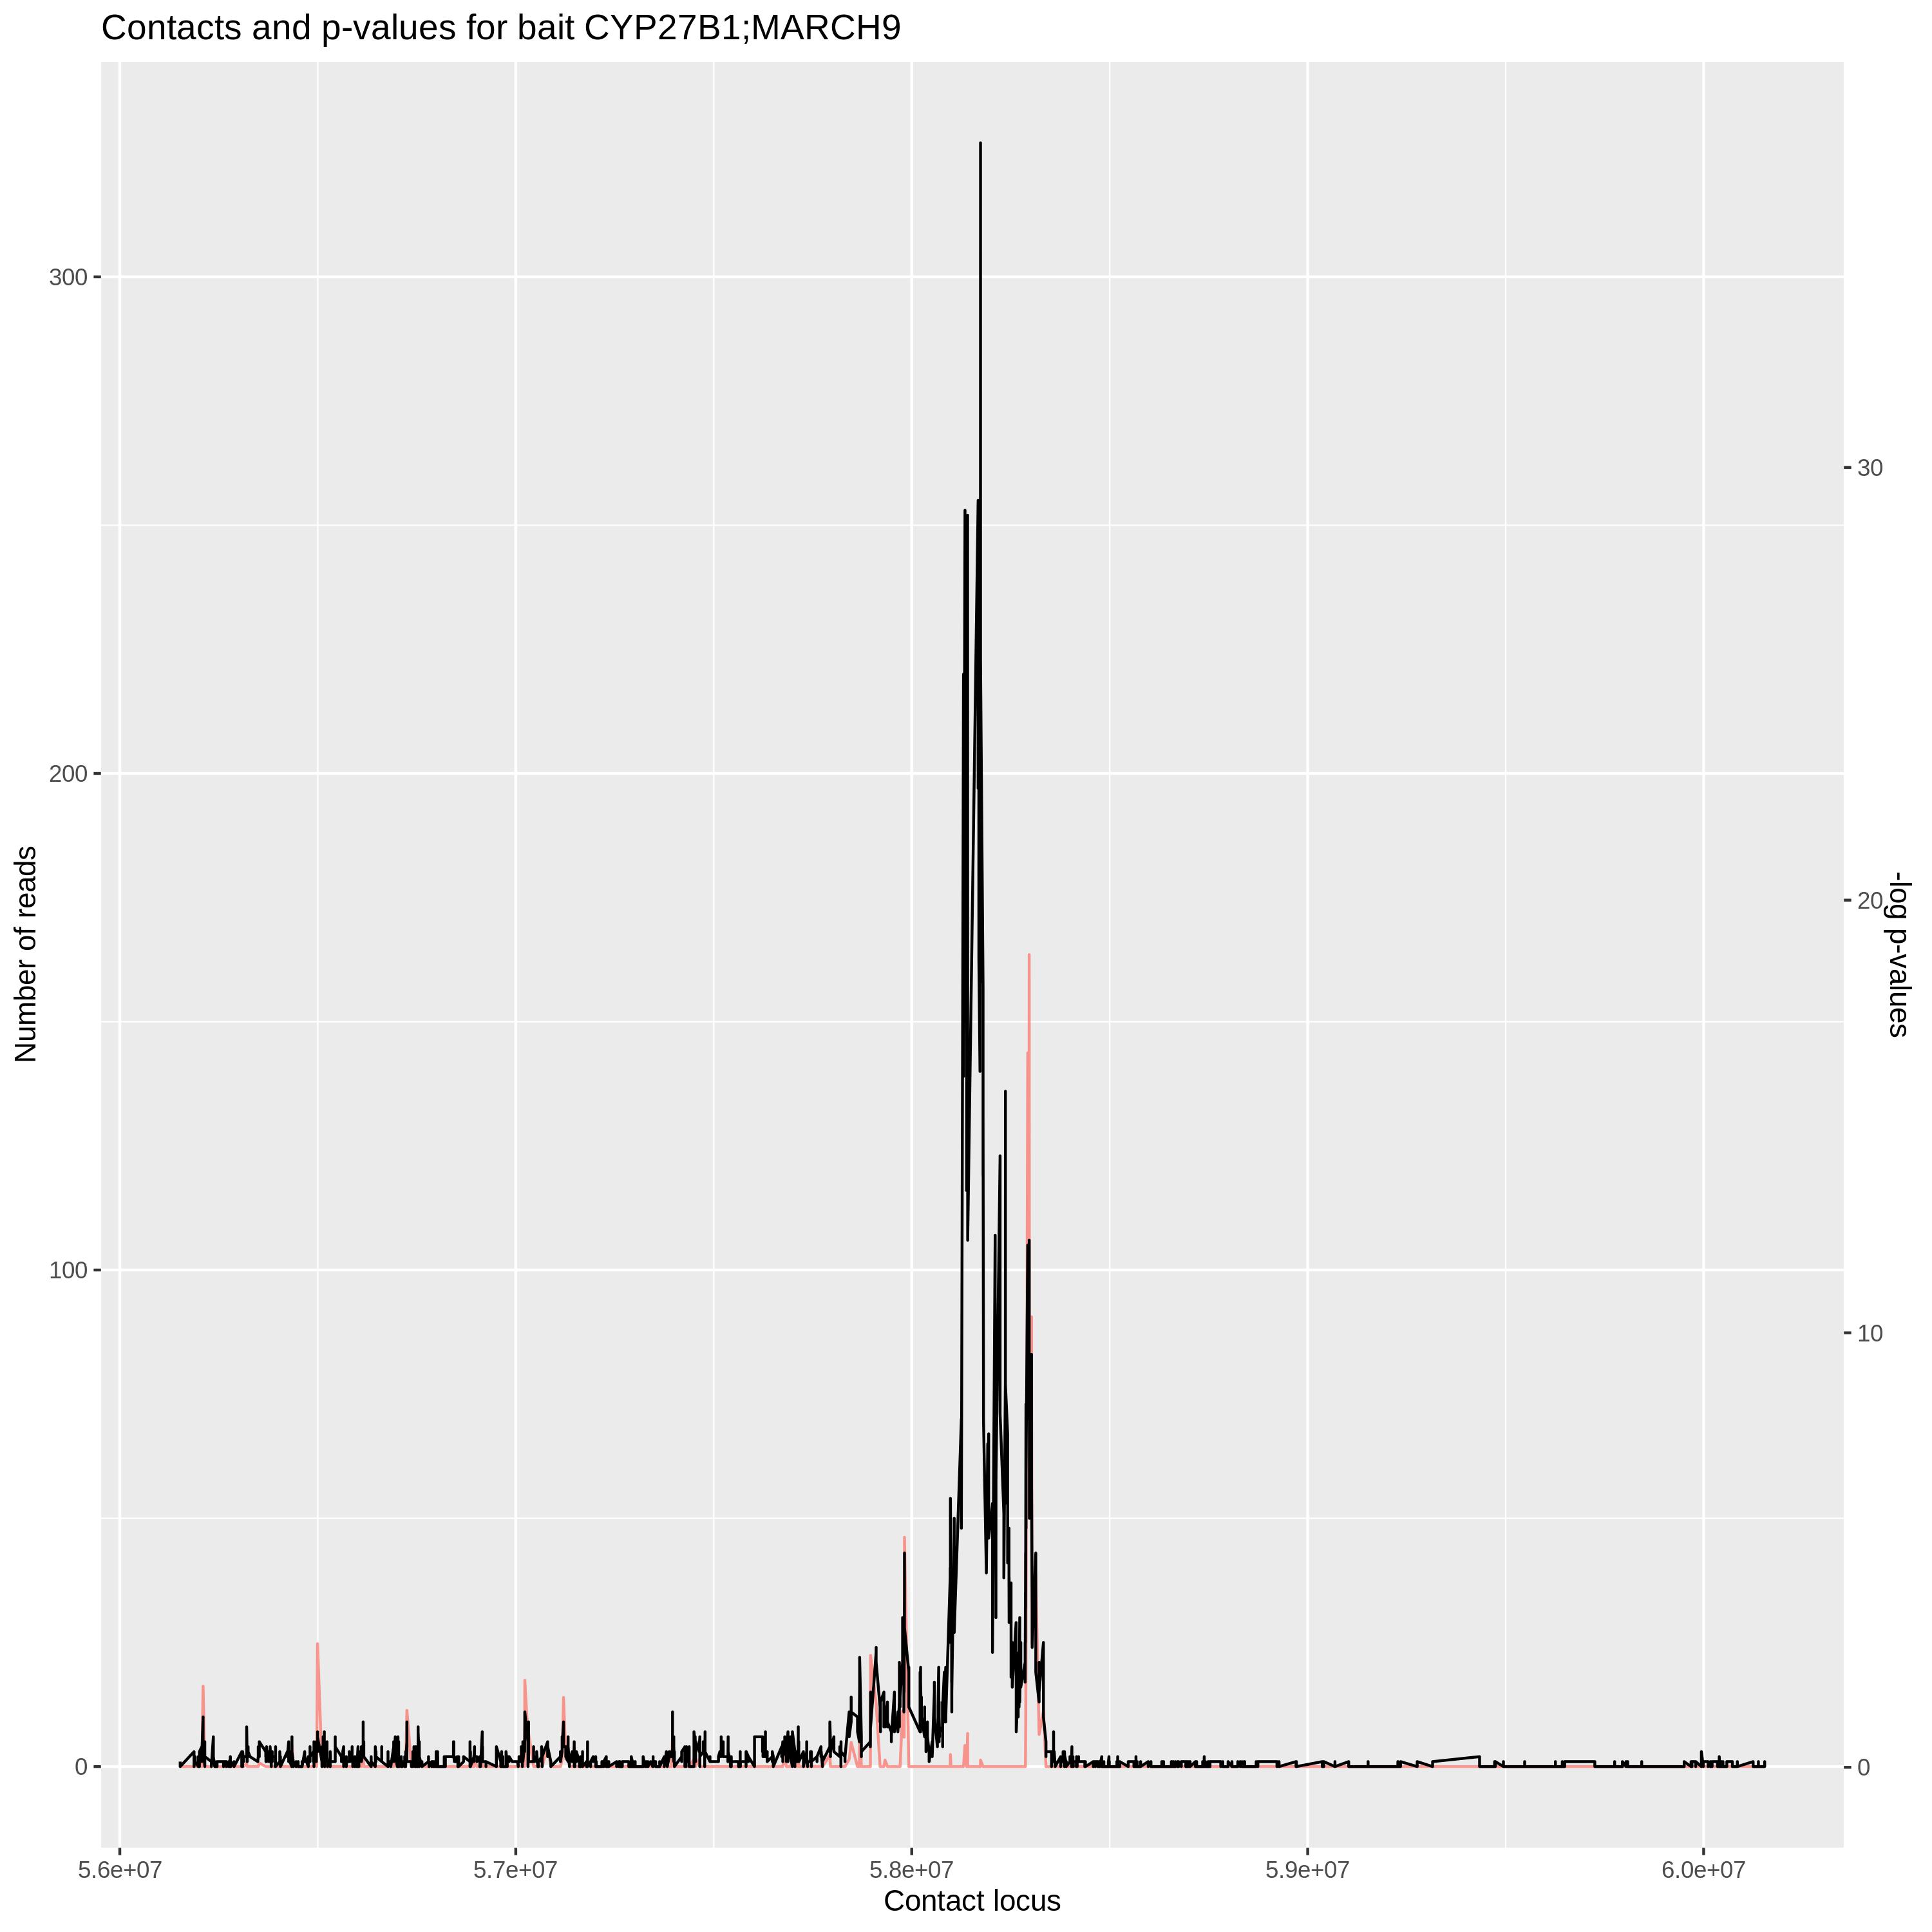 Contacts and p-values for bait CYP27B1;MARCH9
300
200
100
0
Number of reads
30
20
10
0
-log p-values
5.6e+07
5.7e+07
5.8e+07
5.9e+07
6.0e+07
Contact locus